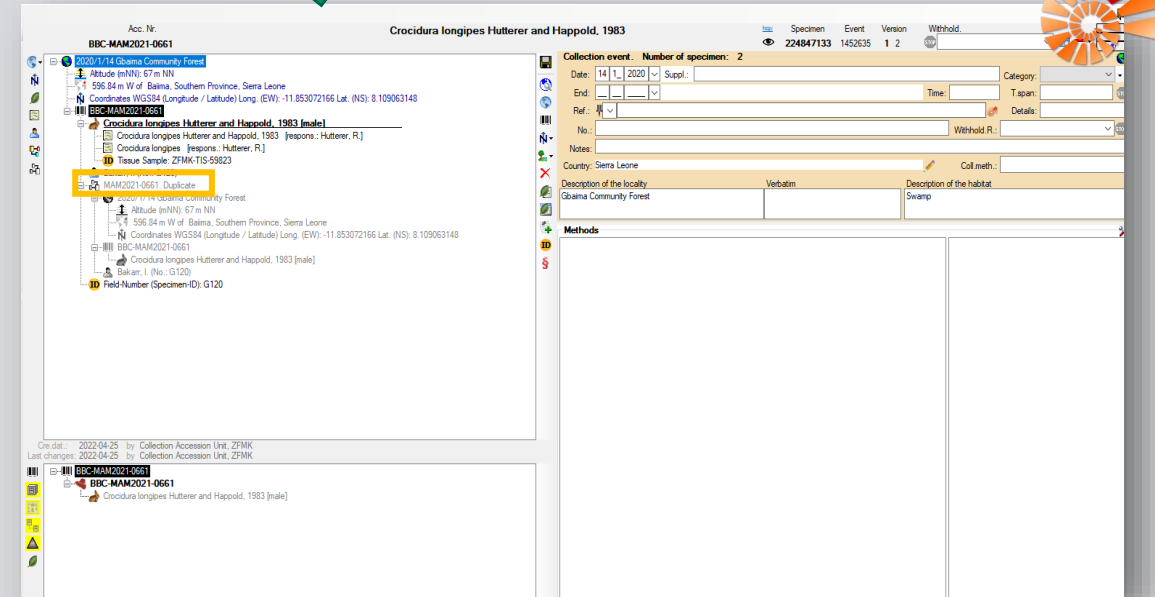 Acc. Nr.
BBC-MAM2021-0661
Crocidura longipes Hutterer and Happold, 1983
Specimen Event Version Withhold.
224847133 1452635 1 2
2020/1/14 Gbaima Community Forest
Altitude (mNN): 67 m NN
596.84 m W of Baiima, Southern Province, Sierra Leone
Coordinates WGS84 (Longitude / Latitude) Long. (EW): -11.853072166 Lat. (NS): 8.109063148
BBC-MAM2021-0661
Crocidura longipes Hutterer and Happold, 1983 [male]
Crocidura longipes Hutterer and Happold, 1983 [respons.: Hutterer, R.]
Crocidura longipes [respons.: Hutterer, R.]
ID Tissue Sample: ZFMK-TIS-59823
MAM2021-0661. Duplicate
2020/1/14 Gbaima Community Forest
Altitude (mNN): 67 m NN
596.84 m W of Baiima, Southern Province, Sierra Leone
Coordinates WGS84 (Longitude / Latitude) Long. (EW): -11.853072166 Lat. (NS): 8.109063148
BBC-MAM2021-0661
Crocidura longipes Hutterer and Happold, 1983 [male]
Bakarr, I. (No.: G120)
ID Field-Number (Specimen-ID): G120
Cre.dat.: 2022-04-25 by Collection Accession Unit, ZFMK
Last changes: 2022-04-25 by Collection Accession Unit, ZFMK
BBC-MAM2021-0661
BBC-MAM2021-0661
Crocidura longipes Hutterer and Happold, 1983 [male]
ID
§
Collection event. Number of specimen: 2
Date: 14 1_ 2020 Suppl.: Category:
End: Time: T.span:
Ref.: Details:
No.: Withhold.R.:
Notes:
Country: Sierra Leone Coll.meth.:
Description of the locality Verbatim Description of the habitat
Gbaima Community Forest Swamp
Methods